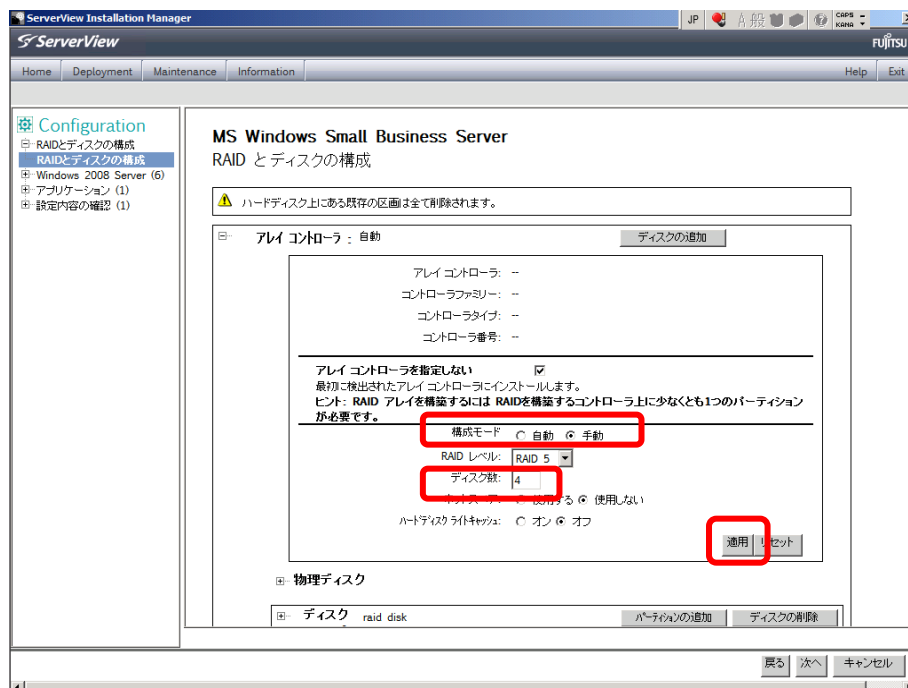 ServerView Installation Manager
JP
A 般
CAPS
KANA
ServerView
FUJITSU
Home Deployment Maintenance Information Help Exit
Configuration
RAIDとディスクの構成
RAIDとディスクの構成
Windows 2008 Server (6)
アプリケーション (1)
設定内容の確認 (1)
MS Windows Small Business Server
RAID とディスクの構成
ハードディスク上にある既存の区画は全て削除されます。
アレイ コントローラ : 自動 ディスクの追加
アレイ コントローラ: --
コントローラファミリー: --
コントローラタイプ: --
コントローラ番号: --
アレイ コントローラを指定しない
最初に検出されたアレイ コントローラにインストールします。
ヒント: RAID アレイを構築するには RAIDを構築するコントローラ上に少なくとも1つのパーティション
が必要です。
構成モード 自動 手動
RAID レベル: RAID 5
ディスク数: 4
使用する 使用しない
ハードディスク ライトキャッシュ: オン オフ
適用 リセット
物理ディスク
ディスク raid disk パーティションの追加 ディスクの削除
戻る 次へ キャンセル